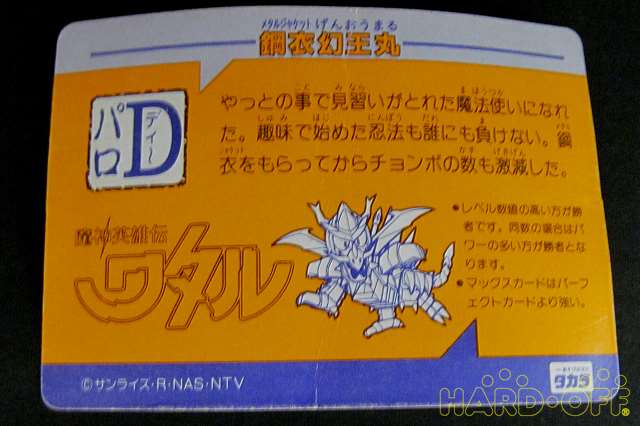 メタルジャケットげんおうまる
鋼衣幻王丸
パロ
ディ〜
D
やっとの事で見習いがとれた魔法使いになれ
た。趣味で始めた忍法も誰にも負けない。鋼
衣をもらってからチョンボの数も激減した。
魔神英雄伝
ワタル
●レベル数値の高い方が勝
者です。同数の場合はパ
ワーの多い方が勝者とな
ります。
●マックスカードはパーフ
ェクトカードより強い。
©サンライズ・R・NAS・NTV
タカラ
HARD・OFF